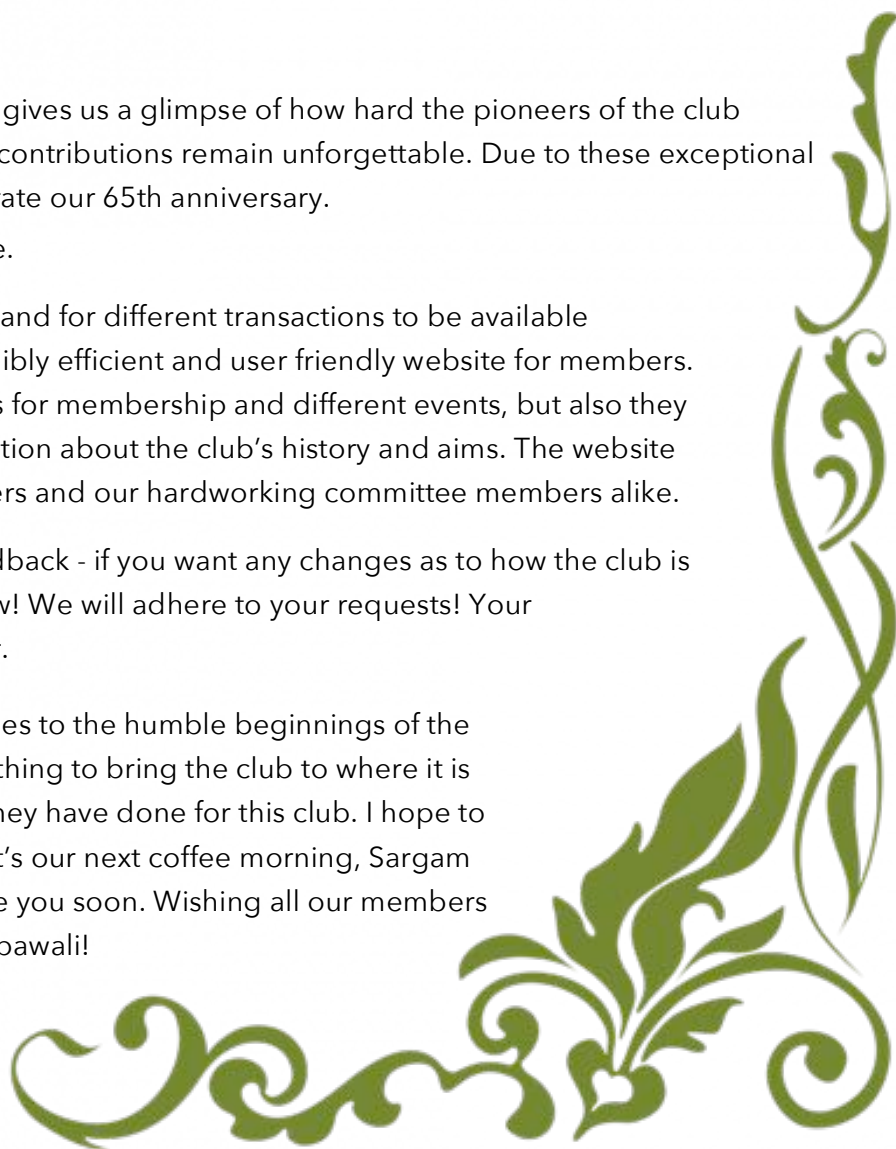 gives us a glimpse of how hard the pioneers of the club
contributions remain unforgettable. Due to these exceptional
rate our 65th anniversary.
e.
and for different transactions to be available
ibly efficient and user friendly website for members.
s for membership and different events, but also they
tion about the club's history and aims. The website
ers and our hardworking committee members alike.
dback - if you want any changes as to how the club is
w! We will adhere to your requests! Your
.
es to the humble beginnings of the
thing to bring the club to where it is
hey have done for this club. I hope to
t's our next coffee morning, Sargam
e you soon. Wishing all our members
pawali!